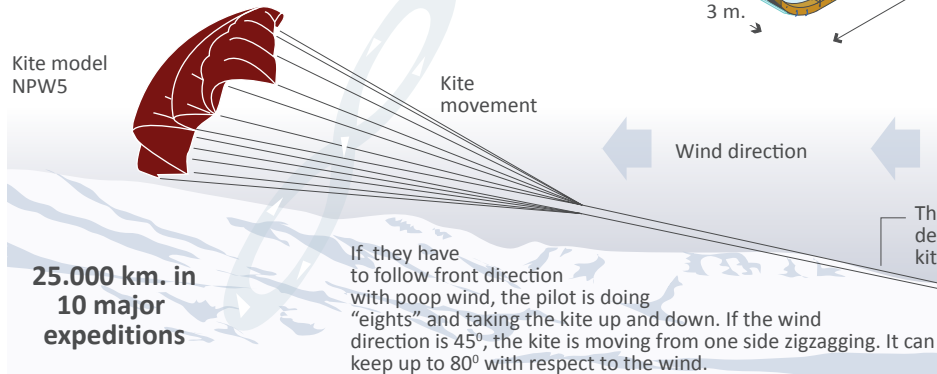 3 m.
Kite model
NPW5
Kite
movement
Wind direction
Th
de
kit
25.000 km. in
10 major
expeditions
If they have
to follow front direction
with poop wind, the pilot is doing
“eights” and taking the kite up and down. If the wind
direction is 45⁰, the kite is moving from one side zigzagging. It can
keep up to 80⁰ with respect to the wind.